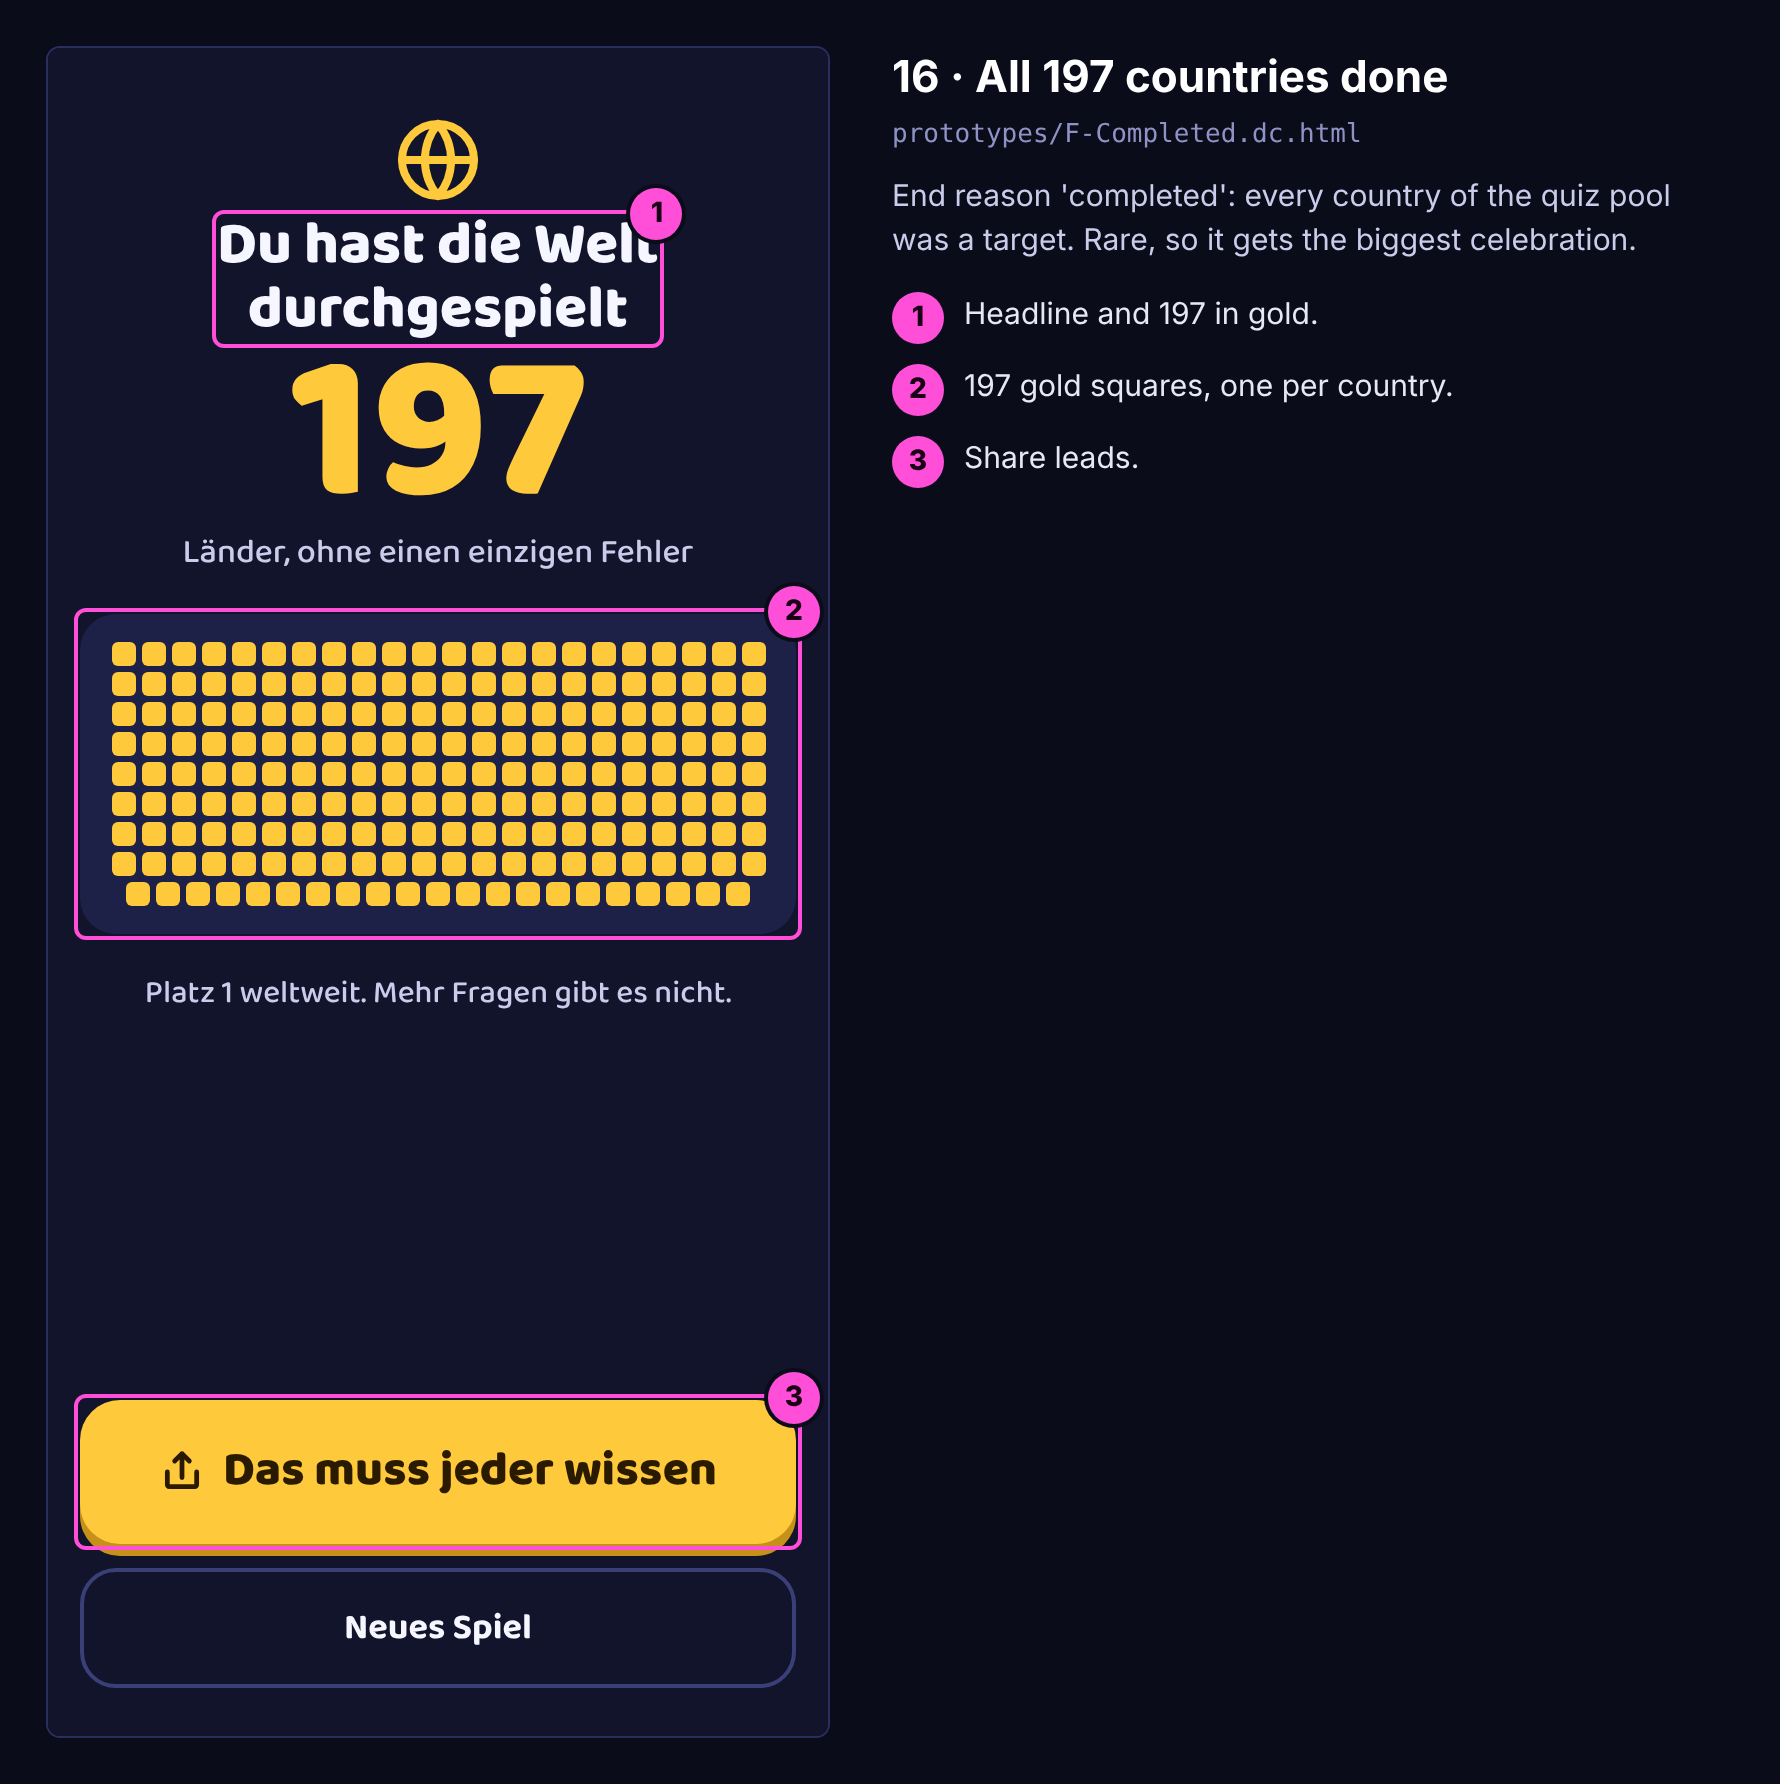 1
Du hast die Welt
durchgespielt
197
Länder, ohne einen einzigen Fehler
2
Platz 1 weltweit. Mehr Fragen gibt es nicht.
3
Das muss jeder wissen
Neues Spiel
16 · All 197 countries done
prototypes/F-Completed.dc.html
End reason 'completed': every country of the quiz pool
was a target. Rare, so it gets the biggest celebration.
1 Headline and 197 in gold.
2 197 gold squares, one per country.
3 Share leads.